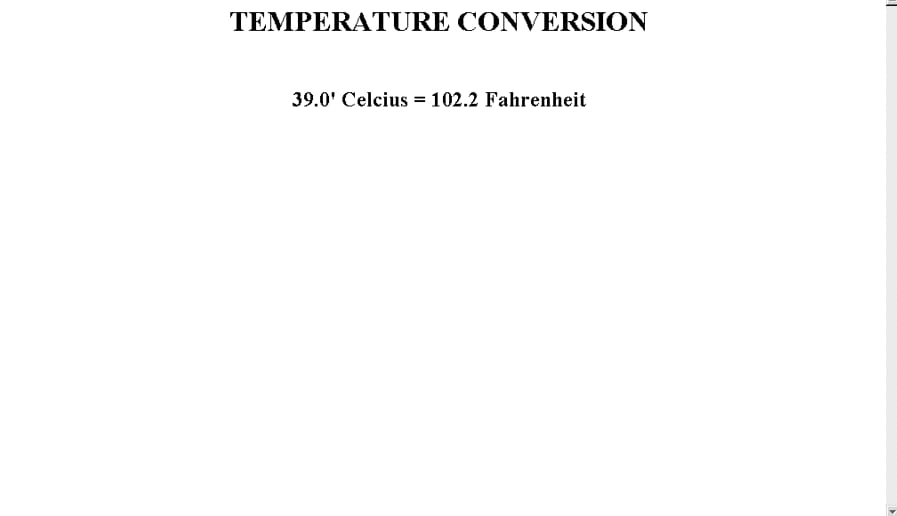 TEMPERATURE CONVERSION
39.0' Celcius = 102.2 Fahrenheit